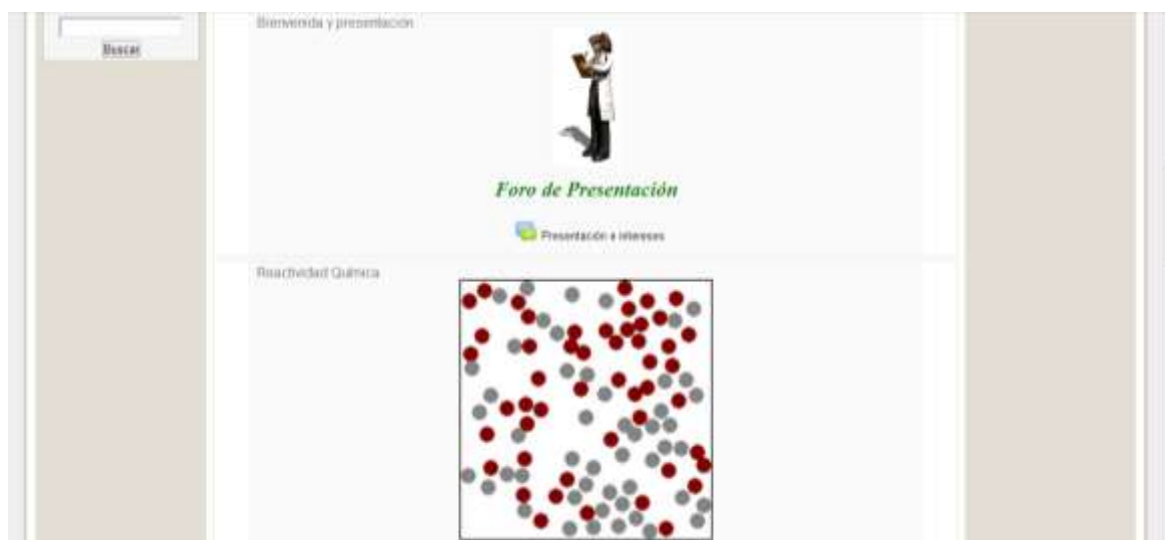 Bienvenida y presentación
Buscar
Foro de Presentación
Presentación e intereses
Reactividad Química